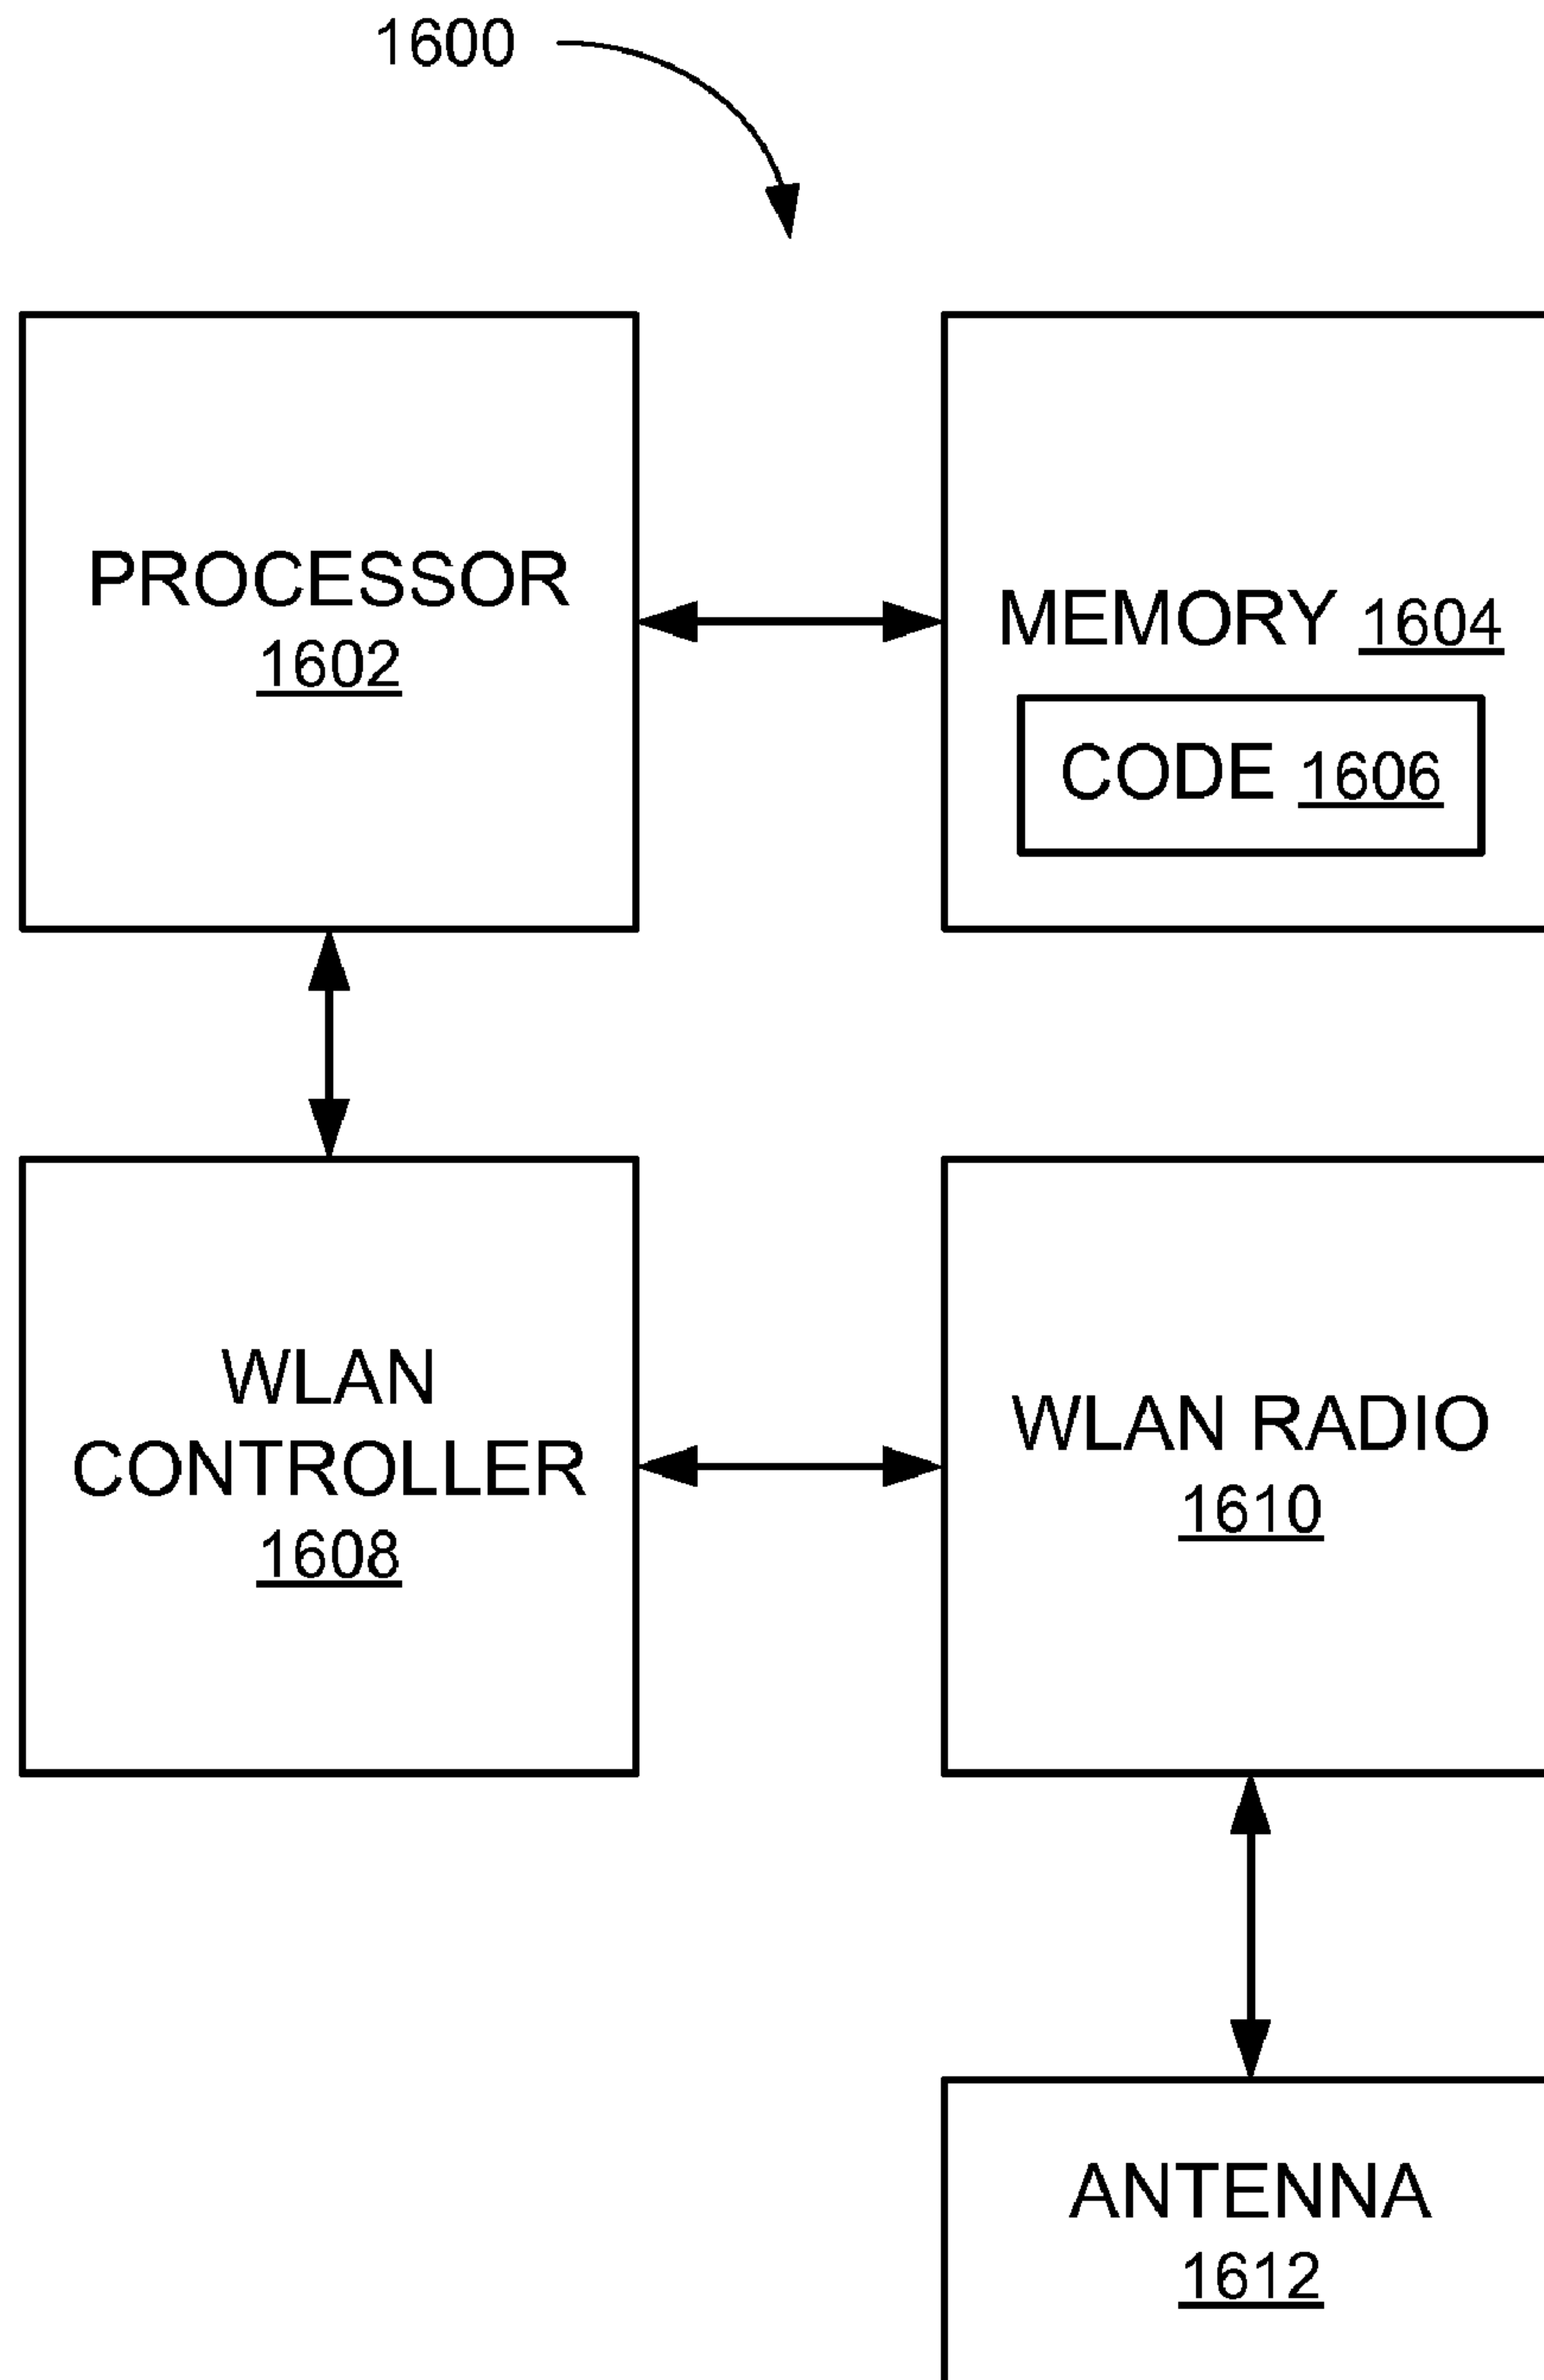 1600
PROCESSOR
1602
MEMORY 1604
CODE 1606
WLAN
CONTROLLER
1608
WLAN RADIO
1610
ANTENNA
1612